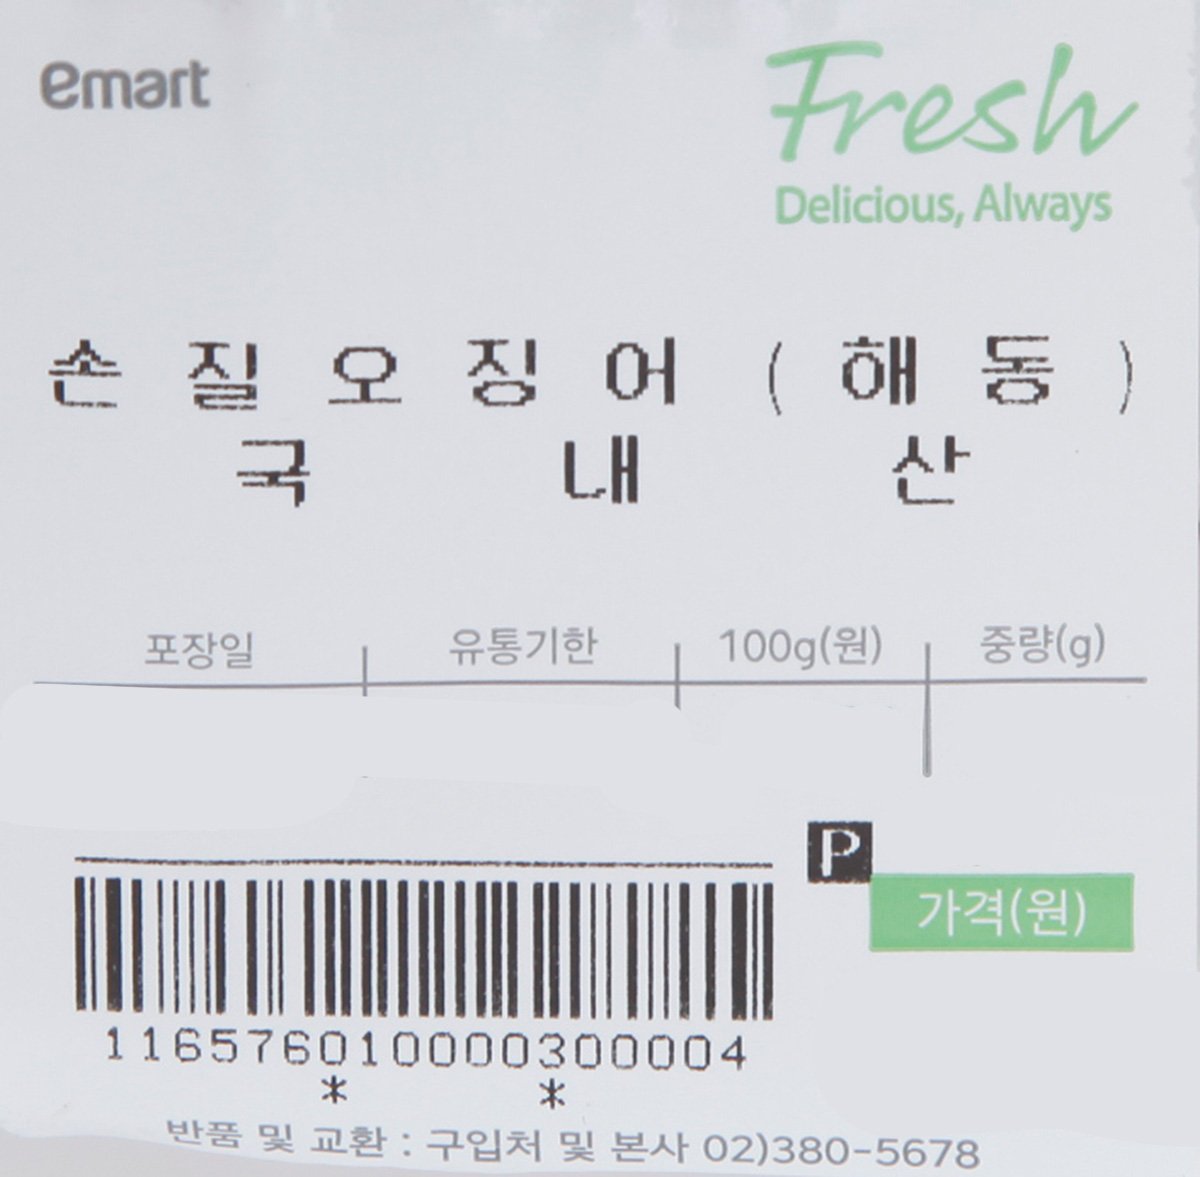 emart
Fresh
Delicious, Always
손질오징어(해동)
국내산
포장일 유통기한 100g(원) 중량(g)
P
가격(원)
116576010000300004
* *
반품 및 교환 : 구입처 및 본사 02)380-5678